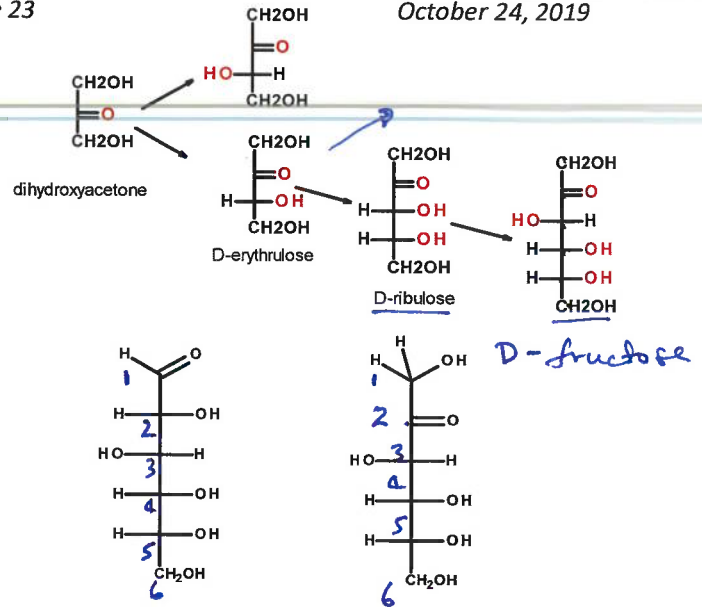 23
October 24, 2019
CH2OH
O
HO H
CH2OH
CH2OH
O
CH2OH
dihydroxyacetone
CH2OH
O
H OH
CH2OH
D-erythrulose
CH2OH
O
H OH
H OH
CH2OH
D-ribulose
CH2OH
O
HO H
H OH
H OH
CH2OH
D-fructose
H O
1
H OH
2
HO H
3
H OH
4
H OH
5
CH2OH
6
H
H OH
1
2 O
3
HO H
4
H OH
5
H OH
CH2OH
6